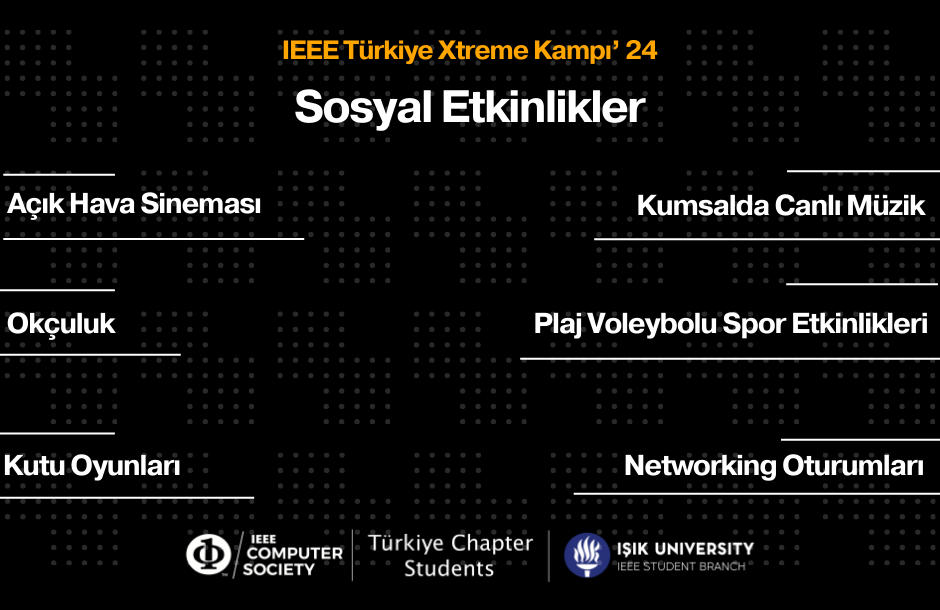 IEEE Türkiye Xtreme Kampı’ 24
Sosyal Etkinlikler
Açık Hava Sineması
Kumsalda Canlı Müzik
Okçuluk
Plaj Voleybolu Spor Etkinlikleri
Kutu Oyunları
Networking Oturumları
IEEE
COMPUTER
SOCIETY
Türkiye Chapter
Students
IŞIK UNIVERSITY
IEEE STUDENT BRANCH